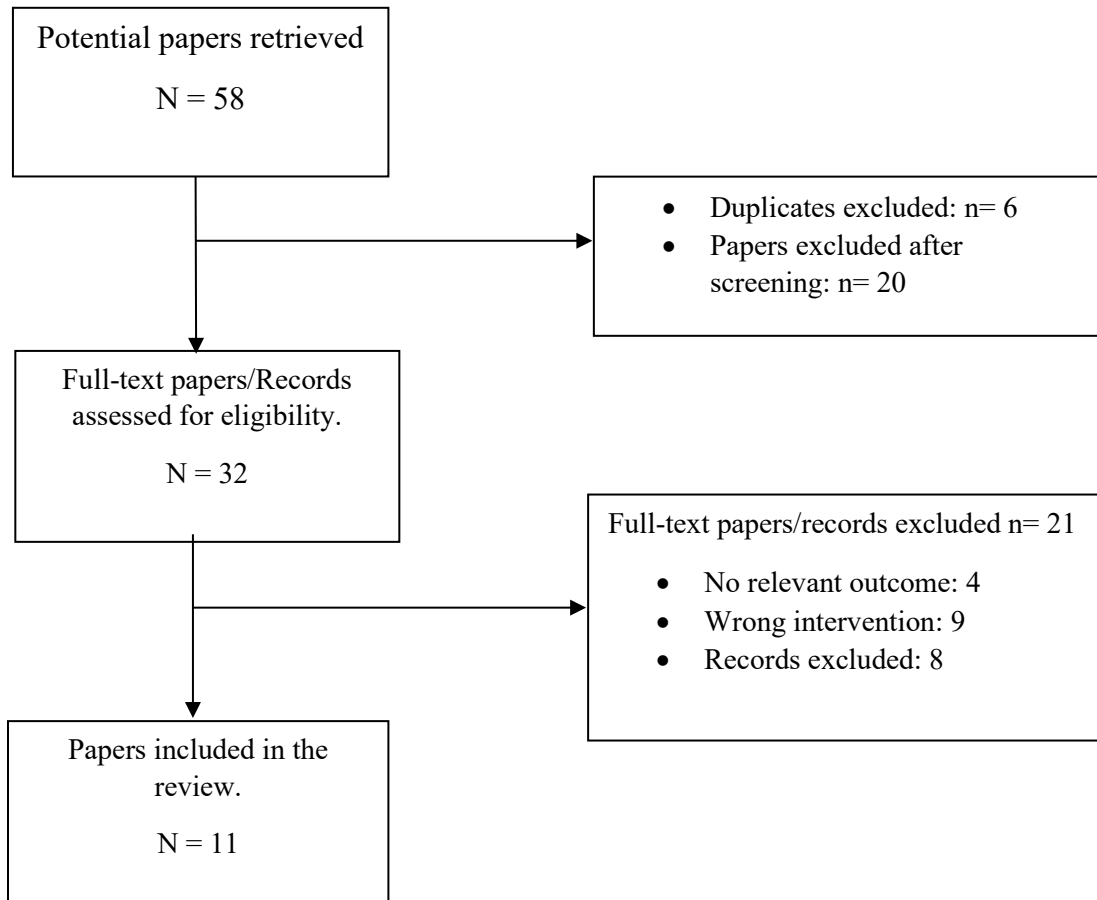 Potential papers retrieved
N = 58
• Duplicates excluded: n= 6
• Papers excluded after
screening: n= 20
Full-text papers/Records
assessed for eligibility.
N = 32
Full-text papers/records excluded n= 21
• No relevant outcome: 4
• Wrong intervention: 9
• Records excluded: 8
Papers included in the
review.
N = 11